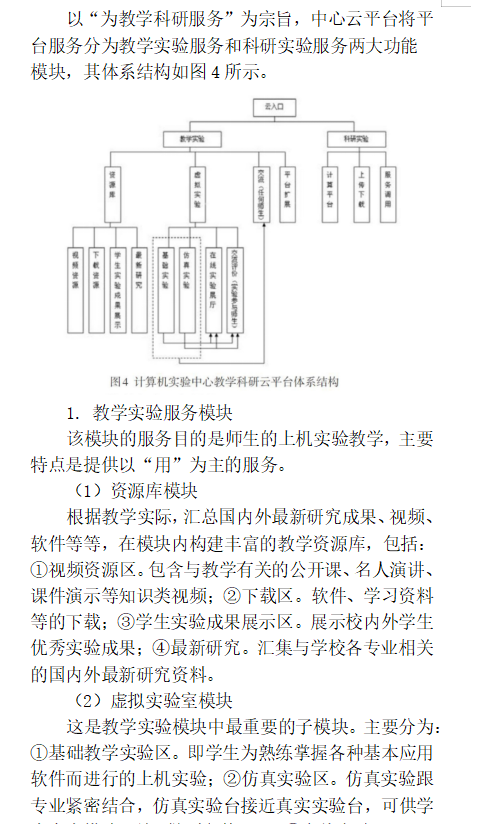 以“为教学科研服务”为宗旨，中心云平台将平
台服务分为教学实验服务和科研实验服务两大功能
模块，其体系结构如图 4 所示。
云入口
教学实验
科研实验
资源库
虚拟实验
交流（任何师生）
平台扩展
计算平台
上传下载
服务调用
视频资源
下载资源
学生实验成果展示
最新研究
基础实验
仿真实验
在线实验展厅
交流评价（实验参与师生）
图4 计算机实验中心教学科研云平台体系结构
1. 教学实验服务模块
该模块的服务目的是师生的上机实验教学，主要
特点是提供以“用”为主的服务。
（1）资源库模块
根据教学实际，汇总国内外最新研究成果、视频、
软件等等，在模块内构建丰富的教学资源库，包括：
①视频资源区。包含与教学有关的公开课、名人演讲、
课件演示等知识类视频；②下载区。软件、学习资料
等的下载；③学生实验成果展示区。展示校内外学生
优秀实验成果；④最新研究。汇集与学校各专业相关
的国内外最新研究资料。
（2）虚拟实验室模块
这是教学实验模块中最重要的子模块。主要分为：
①基础教学实验区。即学生为熟练掌握各种基本应用
软件而进行的上机实验；②仿真实验区。仿真实验跟
专业紧密结合，仿真实验台接近真实实验台，可供学